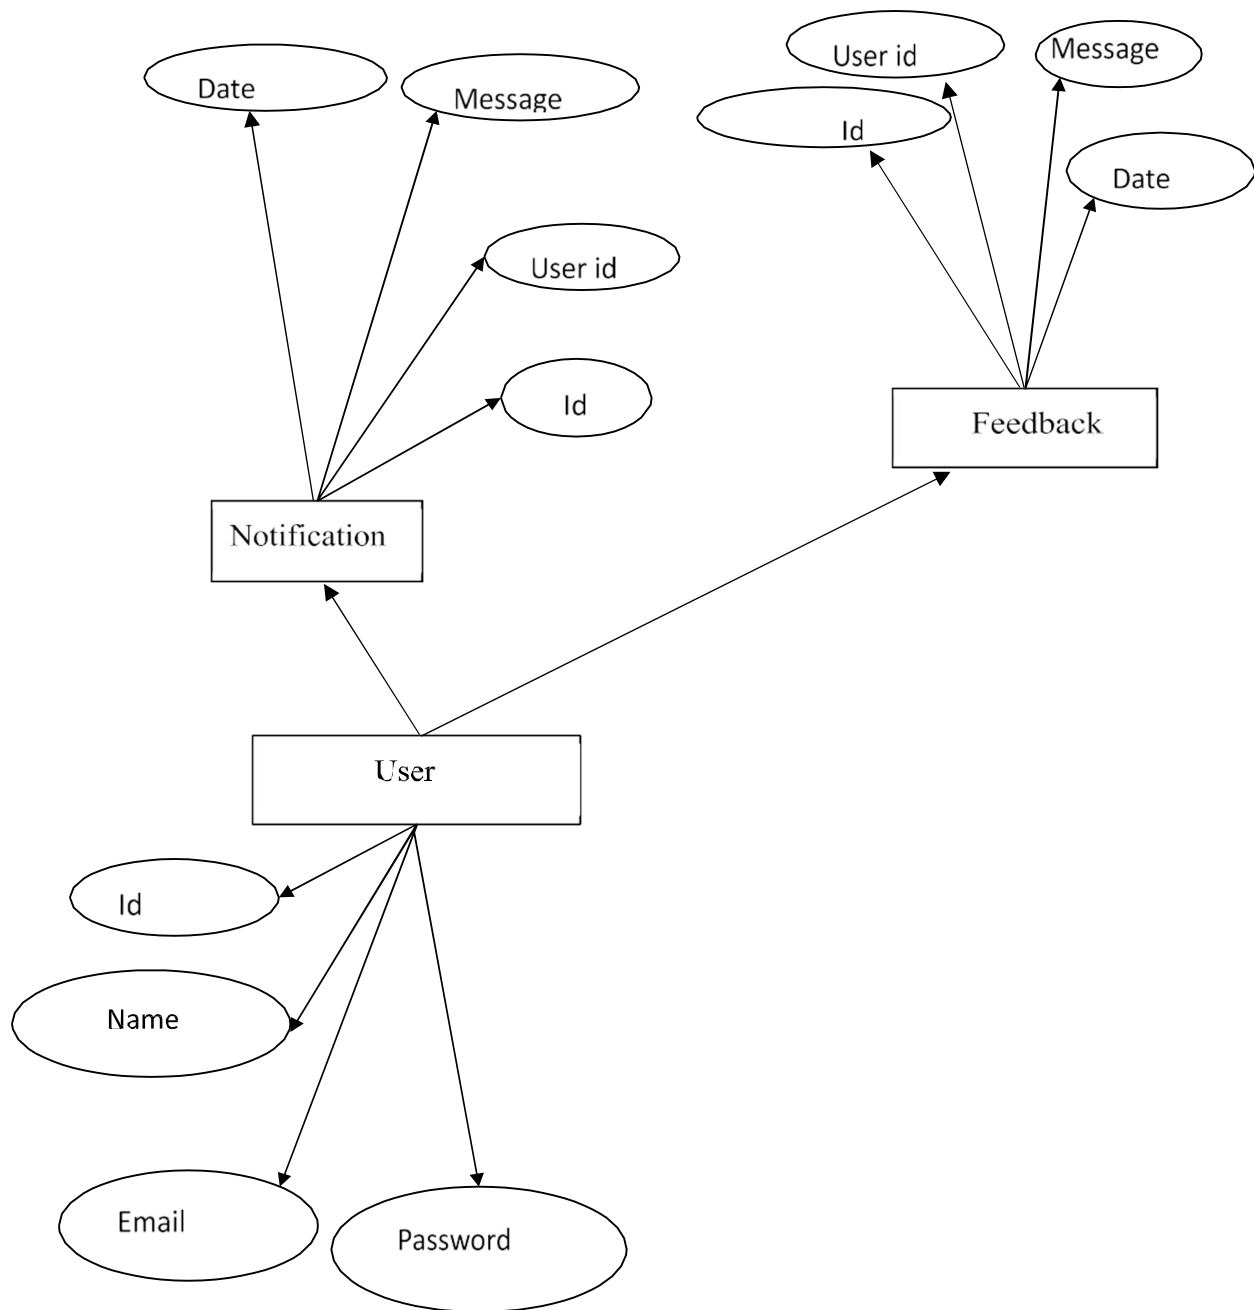 User id
Message
Date
Message
Id
Date
User id
Id
Feedback
Notification
User
Id
Name
Email
Password